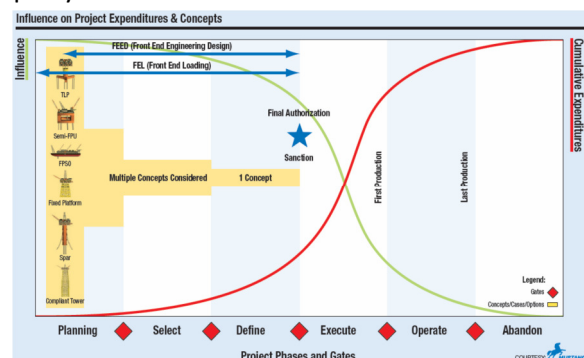 Influence on Project Expenditures & Concepts
Influence
Cumulative Expenditures
FEED (Front End Engineering Design)
FEL (Front End Loading)
TLP
Semi-FPU
FPSO
Fixed Platform
Spar
Compliant Tower
Multiple Concepts Considered
1 Concept
Final Authorization
Sanction
First Production
Last Production
Legend:
Gates
Concepts/Cases/Options
Planning
Select
Define
Execute
Operate
Abandon
Project Phases and Gates
COURTESY